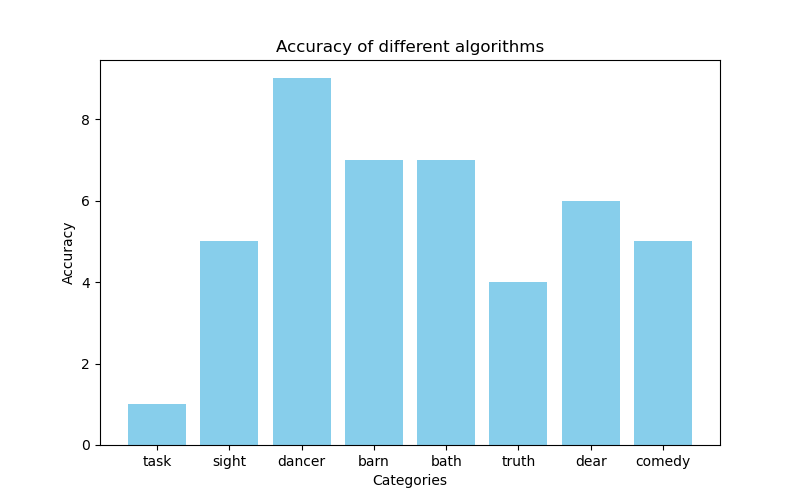 Accuracy of different algorithms
8
6
4
2
0
Accuracy
task sight dancer barn bath truth dear comedy
Categories